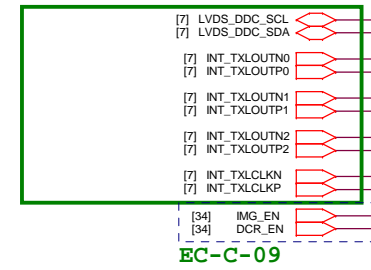 [7] LVDS_DDC_SCL
[7] LVDS_DDC_SDA
[7] INT_TXLOUTN0
[7] INT_TXLOUTP0
[7] INT_TXLOUTN1
[7] INT_TXLOUTP1
[7] INT_TXLOUTN2
[7] INT_TXLOUTP2
[7] INT_TXLCLKN
[7] INT_TXLCLKP
[34] IMG_EN
[34] DCR_EN
EC-C-09